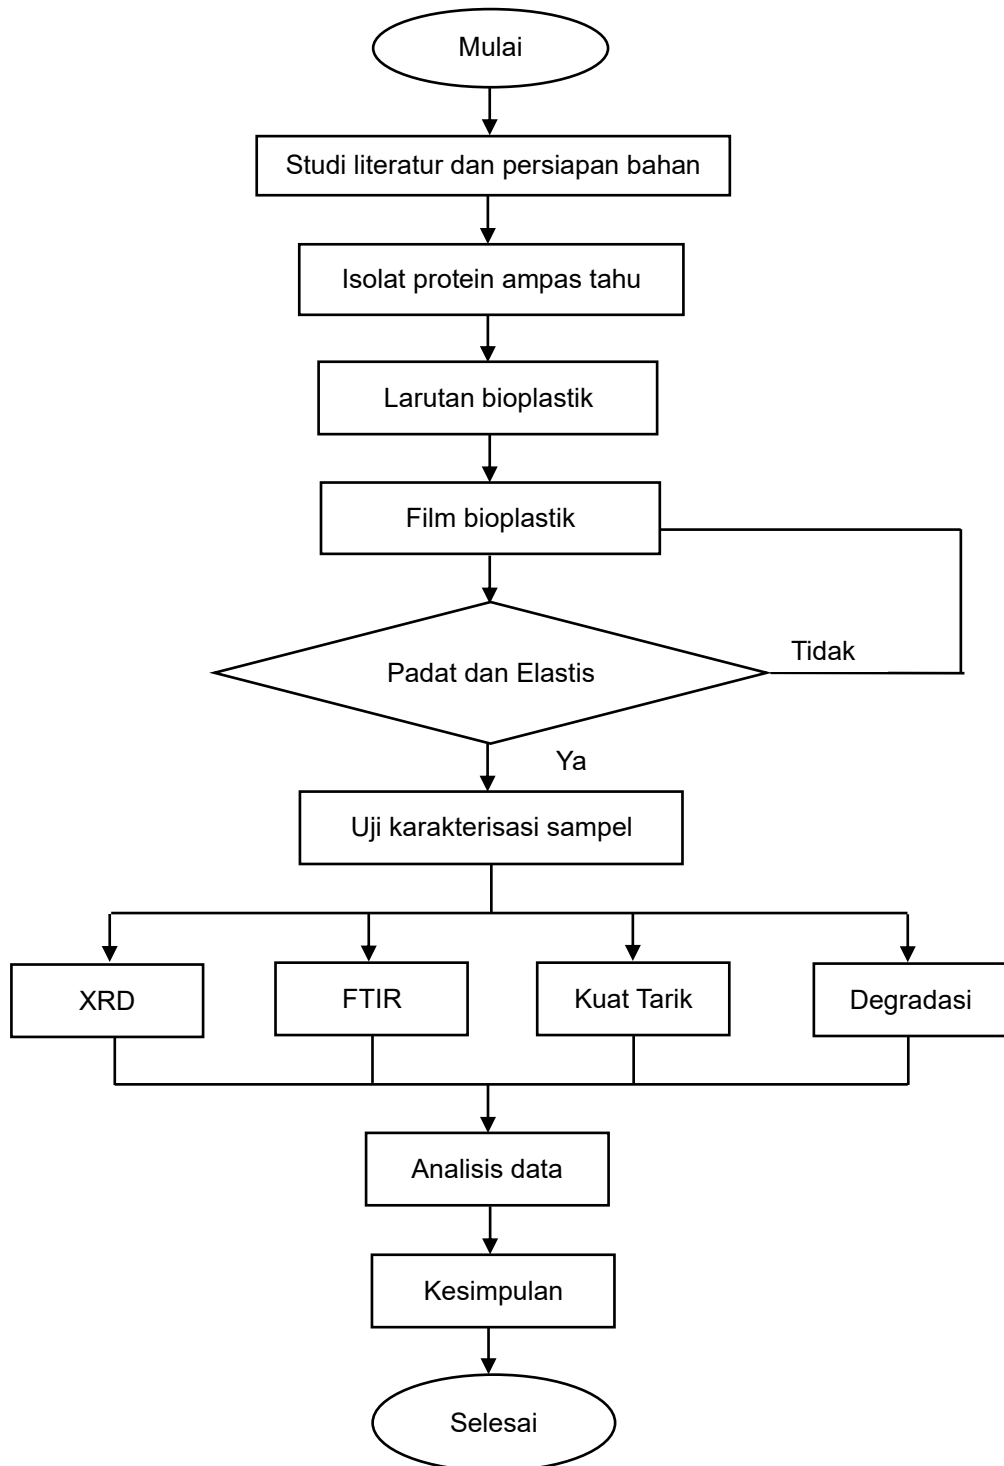 Mulai
Studi literatur dan persiapan bahan
Isolat protein ampas tahu
Larutan bioplastik
Film bioplastik
Padat dan Elastis
Tidak
Ya
Uji karakterisasi sampel
XRD
FTIR
Kuat Tarik
Degradasi
Analisis data
Kesimpulan
Selesai